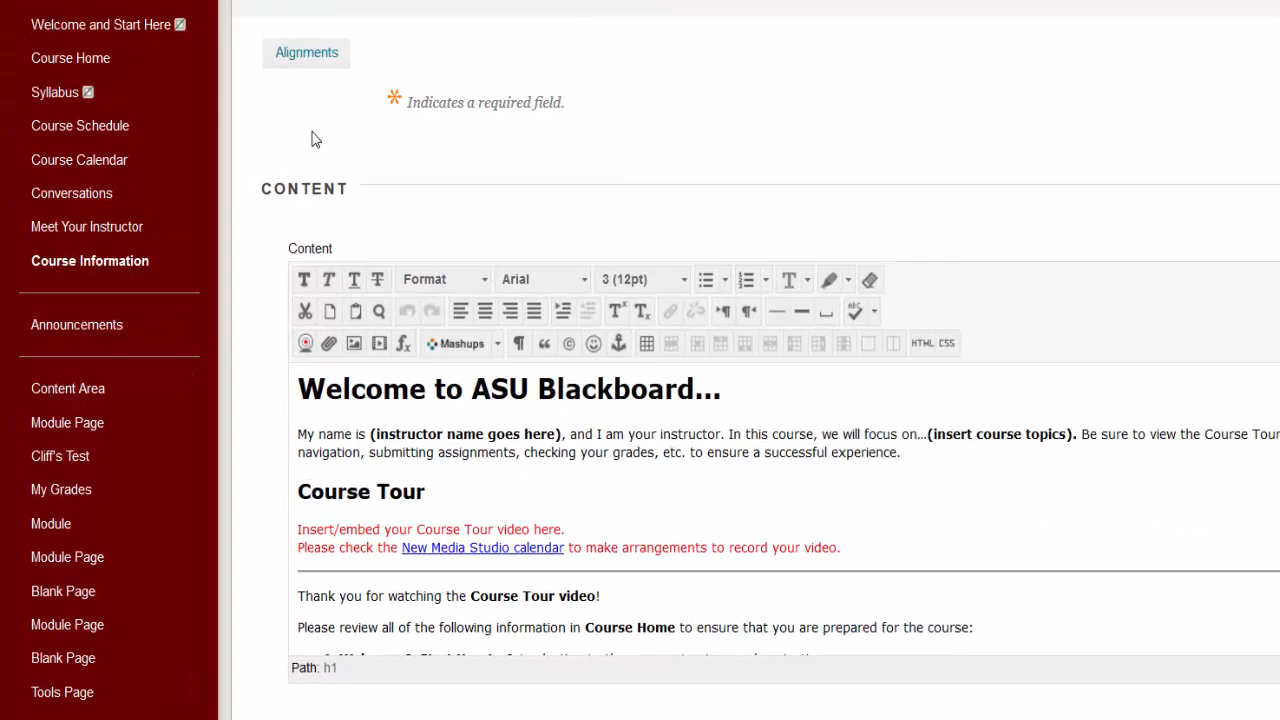 Welcome and Start Here
Course Home
Syllabus
Course Schedule
Course Calendar
Conversations
Meet Your Instructor
Course Information
Announcements
Content Area
Module Page
Cliff's Test
My Grades
Module
Module Page
Blank Page
Module Page
Blank Page
Tools Page
Alignments
* Indicates a required field.
CONTENT
Content
T T T T Format Arial 3 (12pt) T
T Tx ABC
fx Mashups HTML CSS
Welcome to ASU Blackboard...
My name is (instructor name goes here), and I am your instructor. In this course, we will focus on...(insert course topics). Be sure to view the Course Tour
navigation, submitting assignments, checking your grades, etc. to ensure a successful experience.
Course Tour
Insert/embed your Course Tour video here.
Please check the New Media Studio calendar to make arrangements to record your video.
Thank you for watching the Course Tour video!
Please review all of the following information in Course Home to ensure that you are prepared for the course:
Path: h1